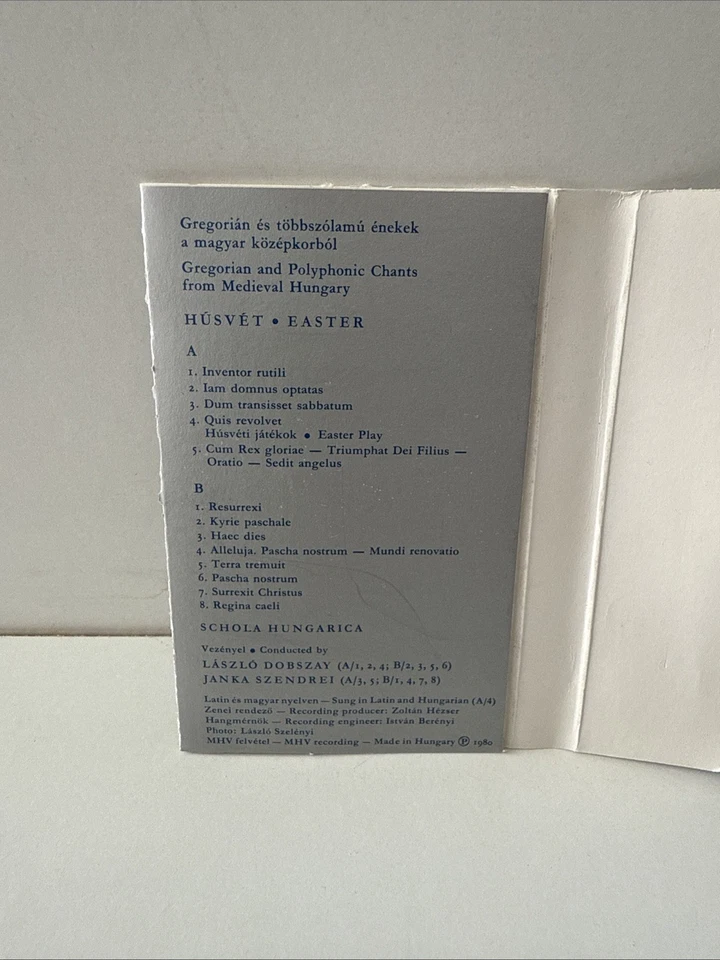 Gregorián és többszólamú énekek
a magyar középkorból
Gregorian and Polyphonic Chants
from Medieval Hungary
HÚSVÉT • EASTER
A
1. Inventor rutili
2. Iam domnus optatas
3. Dum transisset sabbatum
4. Quis revolvet
Húsvéti játékok • Easter Play
5. Cum Rex gloriae — Triumphat Dei Filius —
Oratio — Sedit angelus
B
1. Resurrexi
2. Kyrie paschale
3. Haec dies
4. Alleluja. Pascha nostrum — Mundi renovatio
5. Terra tremuit
6. Pascha nostrum
7. Surrexit Christus
8. Regina caeli
SCHOLA HUNGARICA
Vezényel • Conducted by
LÁSZLÓ DOBSZAY (A/1, 2, 4; B/2, 3, 5, 6)
JANKA SZENDREI (A/3, 5; B/1, 4, 7, 8)
Latin és magyar nyelven — Sung in Latin and Hungarian (A/4)
Zenei rendező — Recording producer: Zoltán Hézser
Hangmérnök — Recording engineer: István Berényi
Photo: László Szelényi
MHV felvétel — MHV recording — Made in Hungary Ⓟ 1980